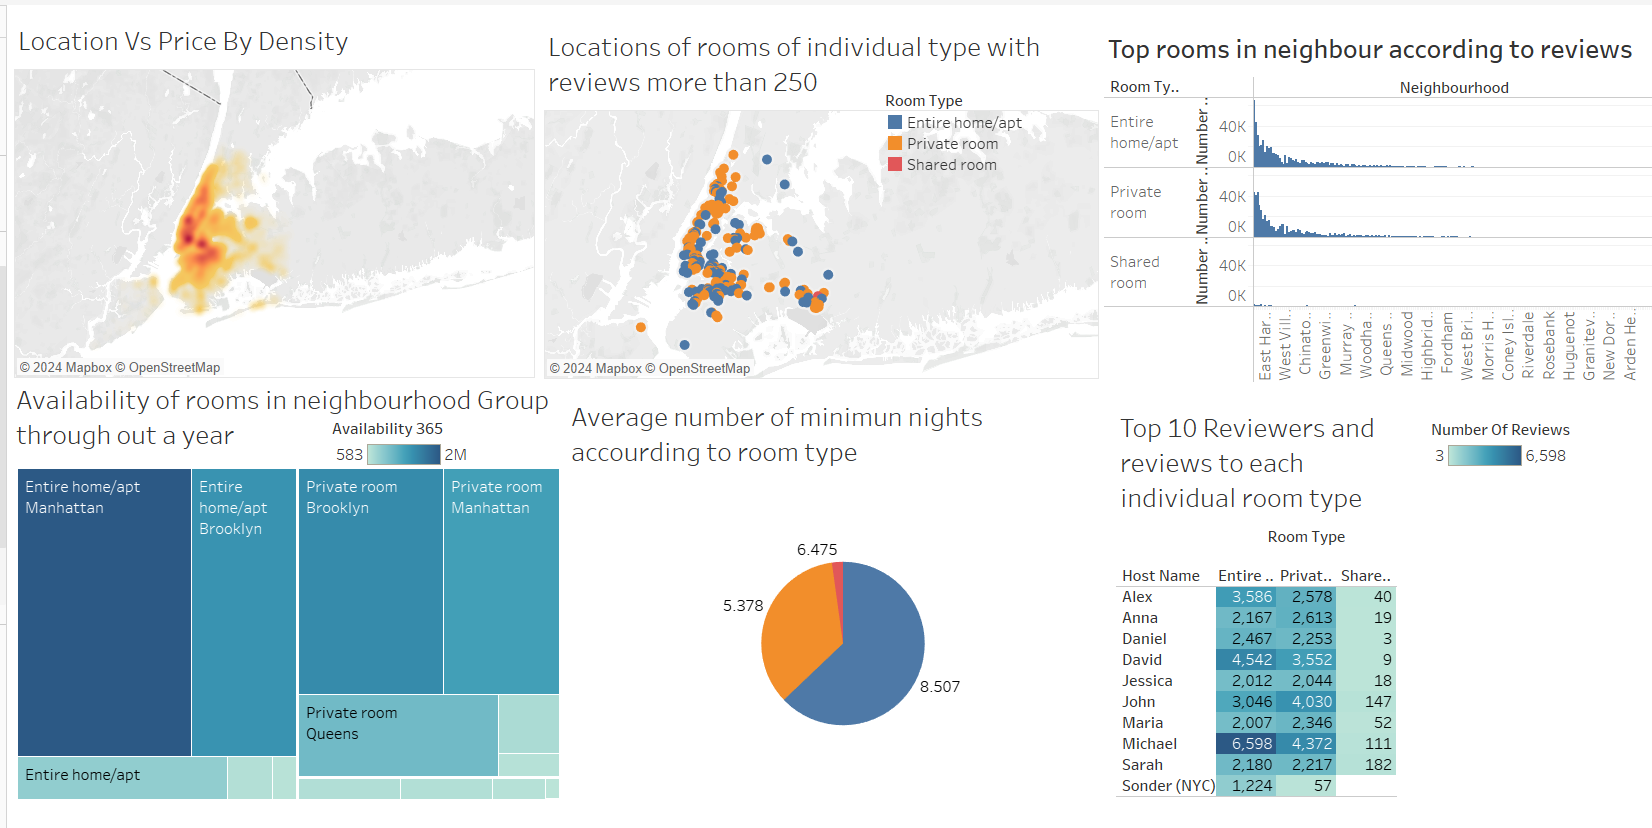 Location Vs Price By Density
© 2024 Mapbox © OpenStreetMap
Locations of rooms of individual type with
reviews more than 250
Room Type
Entire home/apt
Private room
Shared room
© 2024 Mapbox © OpenStreetMap
Top rooms in neighbour according to reviews
Room Ty..
Neighbourhood
Entire
home/apt
Number ..
40K
0K
Private
room
Number ..
40K
0K
Shared
room
Number ..
40K
0K
East Har..
West Vill..
Chinato..
Greenwi..
Murray ..
Woodha..
Queens ..
Midwood
Highbrid..
Fordham
West Bri..
Morris H..
Coney Isl..
Riverdale
Rosebank
Huguenot
Granitev..
New Dor..
Arden He..
Availability of rooms in neighbourhood Group
through out a year
Availability 365
583 2M
Entire home/apt
Manhattan
Entire
home/apt
Brooklyn
Private room
Brooklyn
Private room
Manhattan
Private room
Queens
Entire home/apt
Average number of minimun nights
accourding to room type
6.475
5.378
8.507
Top 10 Reviewers and
reviews to each
individual room type
Number Of Reviews
3 6,598
Room Type
Host Name Entire .. Privat.. Share..
Alex 3,586 2,578 40
Anna 2,167 2,613 19
Daniel 2,467 2,253 3
David 4,542 3,552 9
Jessica 2,012 2,044 18
John 3,046 4,030 147
Maria 2,007 2,346 52
Michael 6,598 4,372 111
Sarah 2,180 2,217 182
Sonder (NYC) 1,224 57